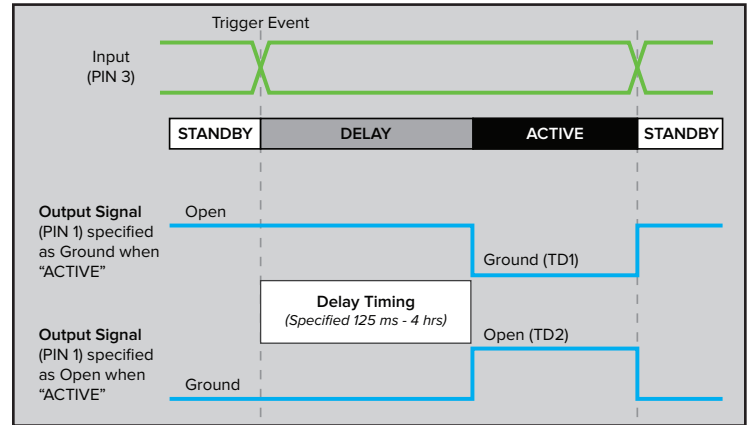 Trigger Event
Input
(PIN 3)
STANDBY DELAY ACTIVE STANDBY
Output Signal
(PIN 1) specified
as Ground when
“ACTIVE”
Open
Ground (TD1)
Delay Timing
(Specified 125 ms - 4 hrs)
Output Signal
(PIN 1) specified
as Open when
“ACTIVE”
Open (TD2)
Ground